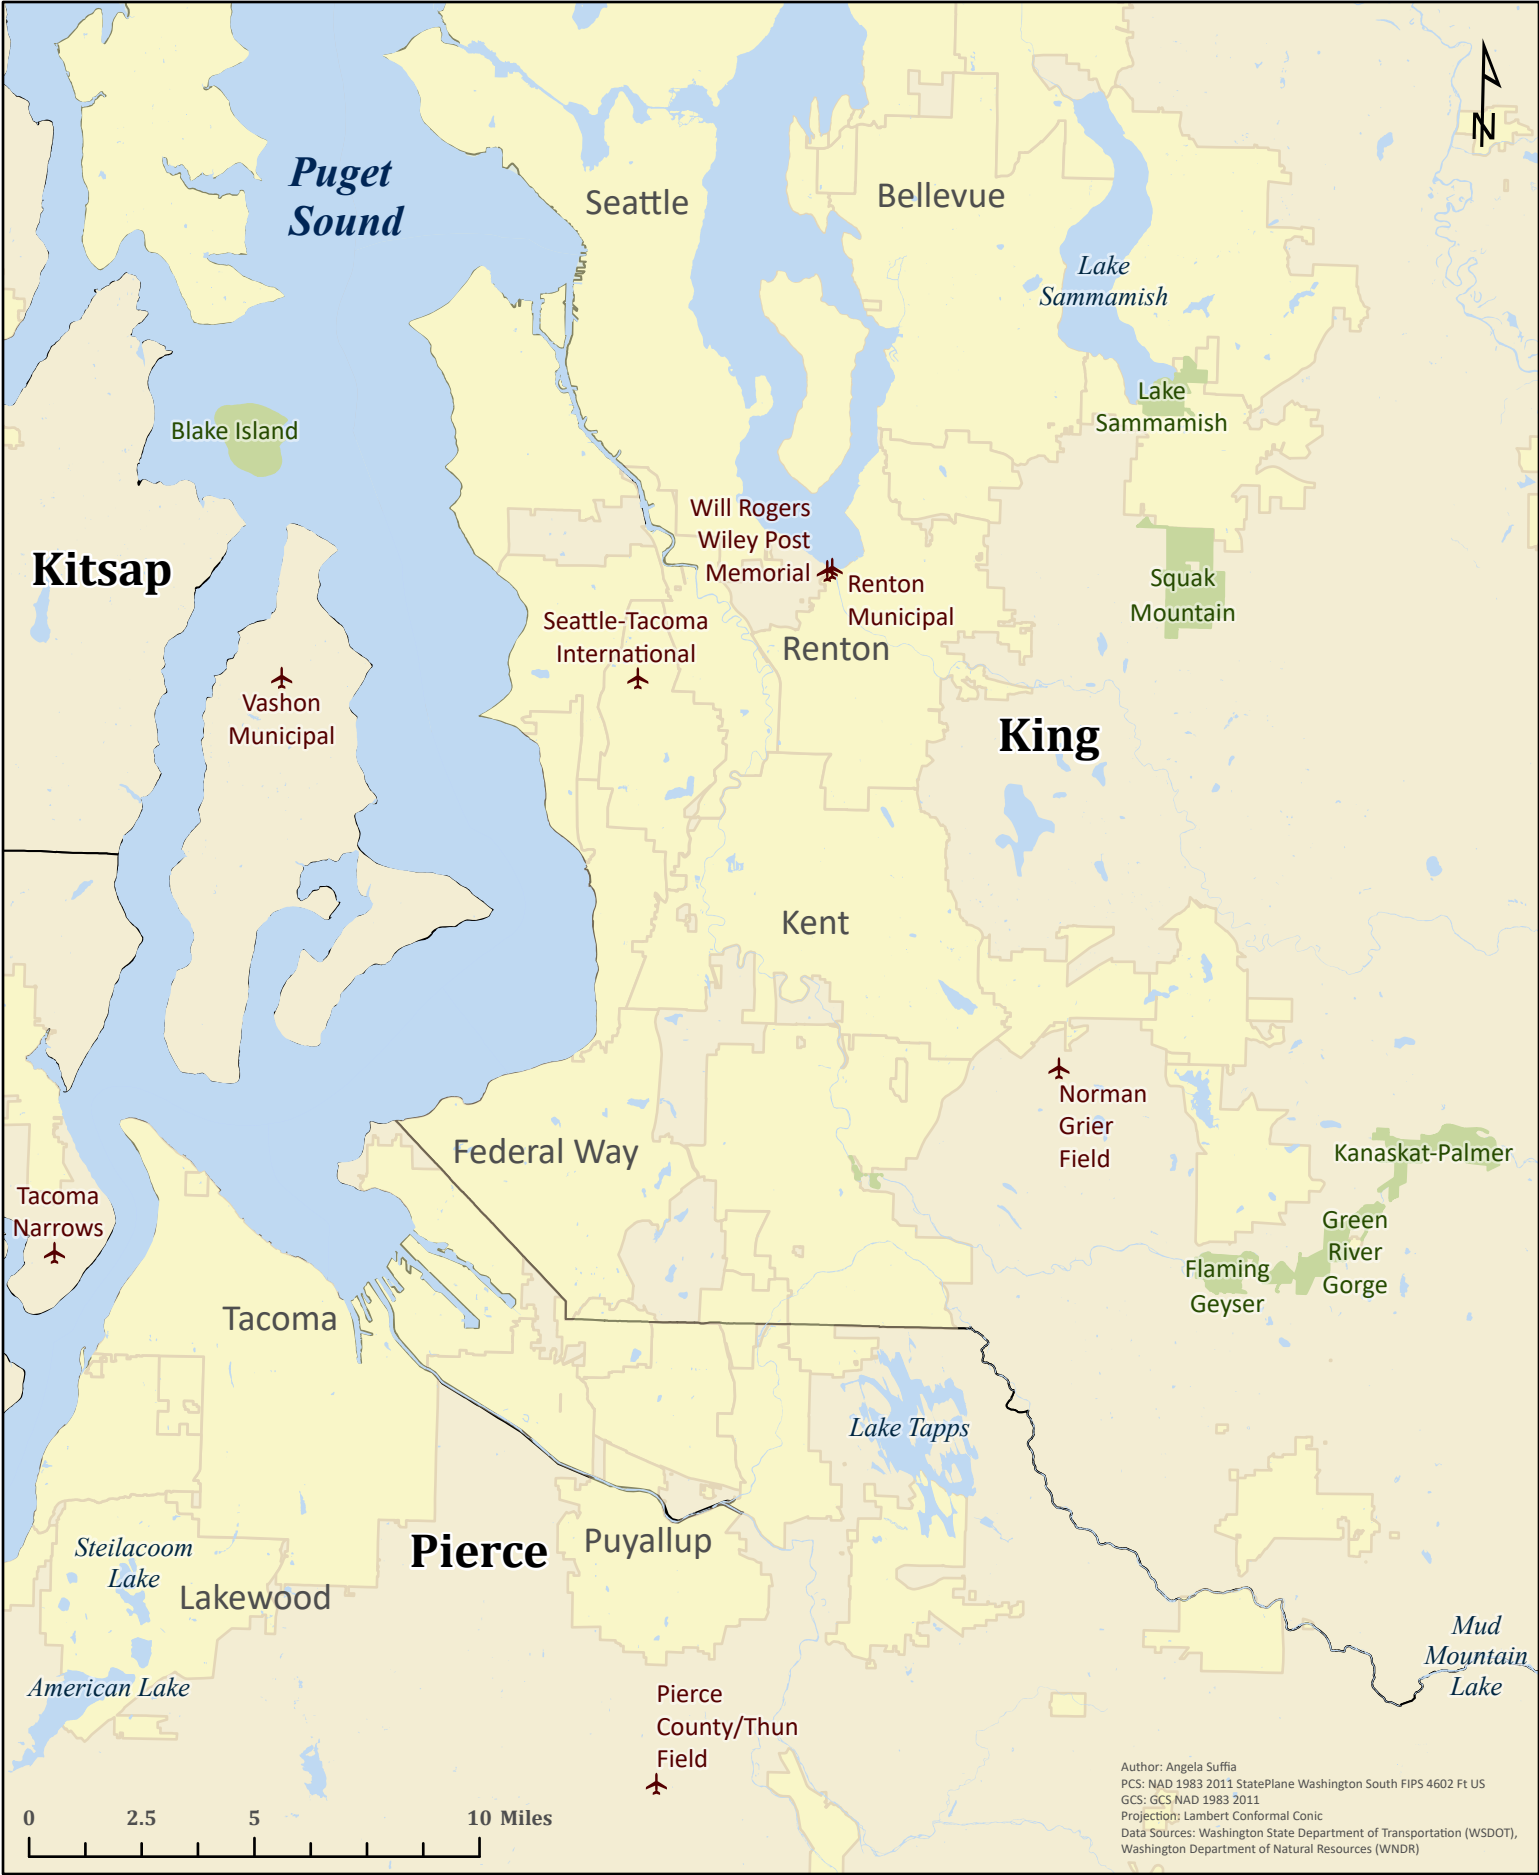 N
Puget
Sound
Seattle
Bellevue
Lake
Sammamish
Lake
Sammamish
Blake Island
Will Rogers
Wiley Post
Memorial
Kitsap
Renton
Municipal
Squak
Mountain
Seattle-Tacoma
International
Renton
Vashon
Municipal
King
Kent
Norman
Grier
Field
Federal Way
Kanaskat-Palmer
Tacoma
Narrows
Green
River
Gorge
Flaming
Geyser
Tacoma
Lake Tapps
Steilacoom
Lake
Pierce
Puyallup
Lakewood
Mud
Mountain
Lake
American Lake
Pierce
County/Thun
Field
Author: Angela Suffia
PCS: NAD 1983 2011 StatePlane Washington South FIPS 4602 Ft US
GCS: GCS NAD 1983 2011
Projection: Lambert Conformal Conic
Data Sources: Washington State Department of Transportation (WSDOT),
Washington Department of Natural Resources (WNDR)
0 2.5 5 10 Miles